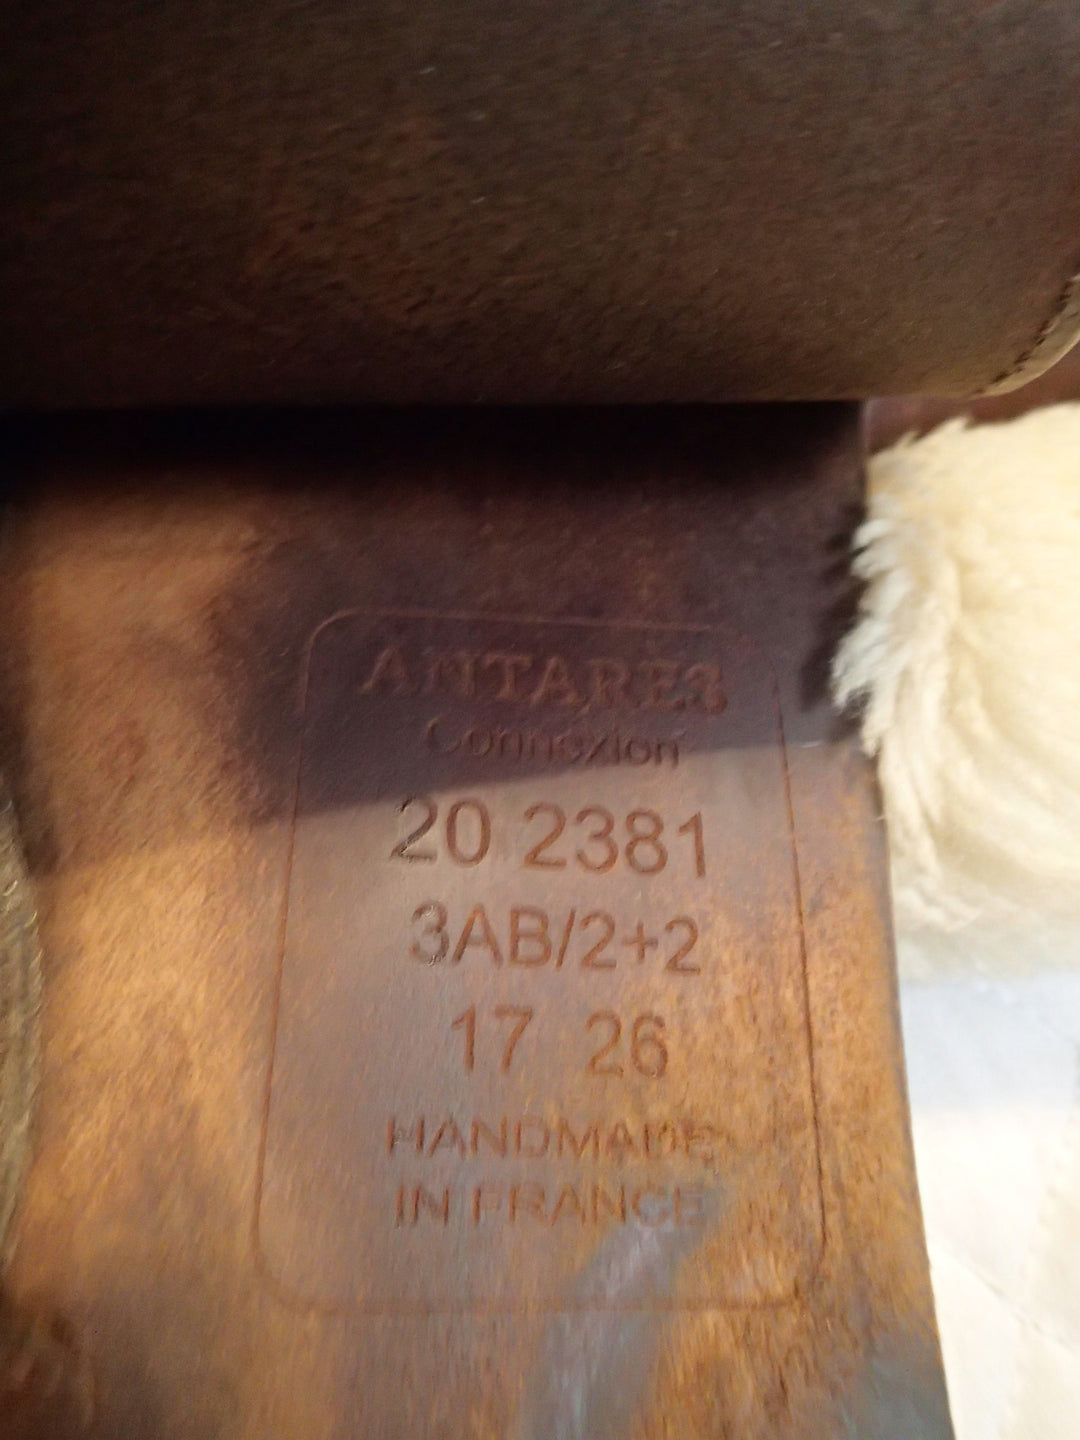 ANTARES
Connexion
20 2381
3AB/2+2
17 26
HANDMADE
IN FRANCE